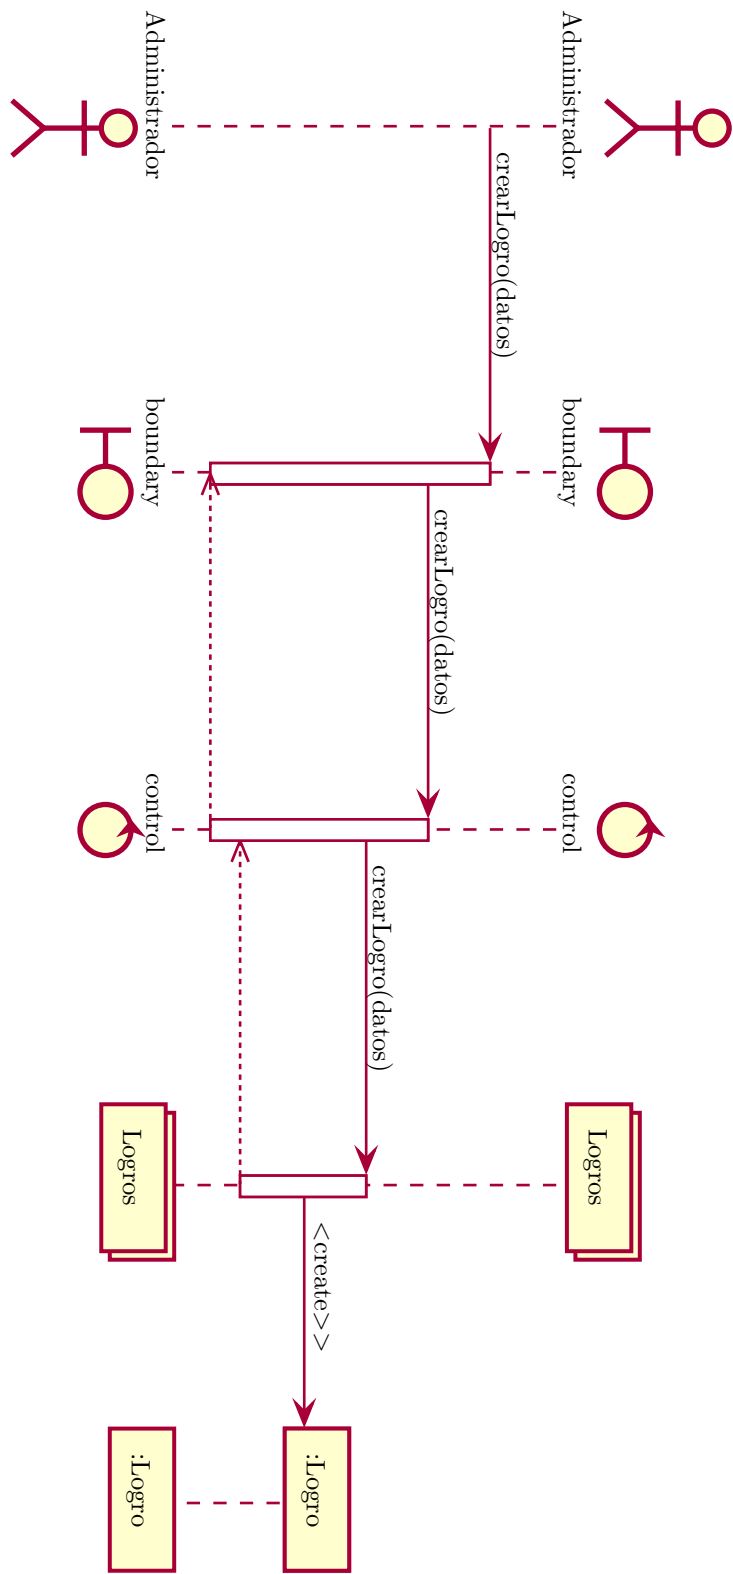 Administrador
boundary
control
Logros
crearLogro(datos)
crearLogro(datos)
crearLogro(datos)
<create>>
:Logro
Administrador
boundary
control
Logros
:Logro